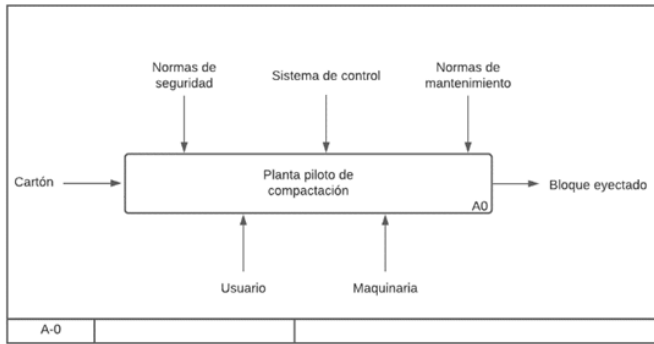 Normas de
seguridad
Sistema de control
Normas de
mantenimiento
Cartón
Planta piloto de
compactación
A0
Bloque eyectado
Usuario
Maquinaria
A-0